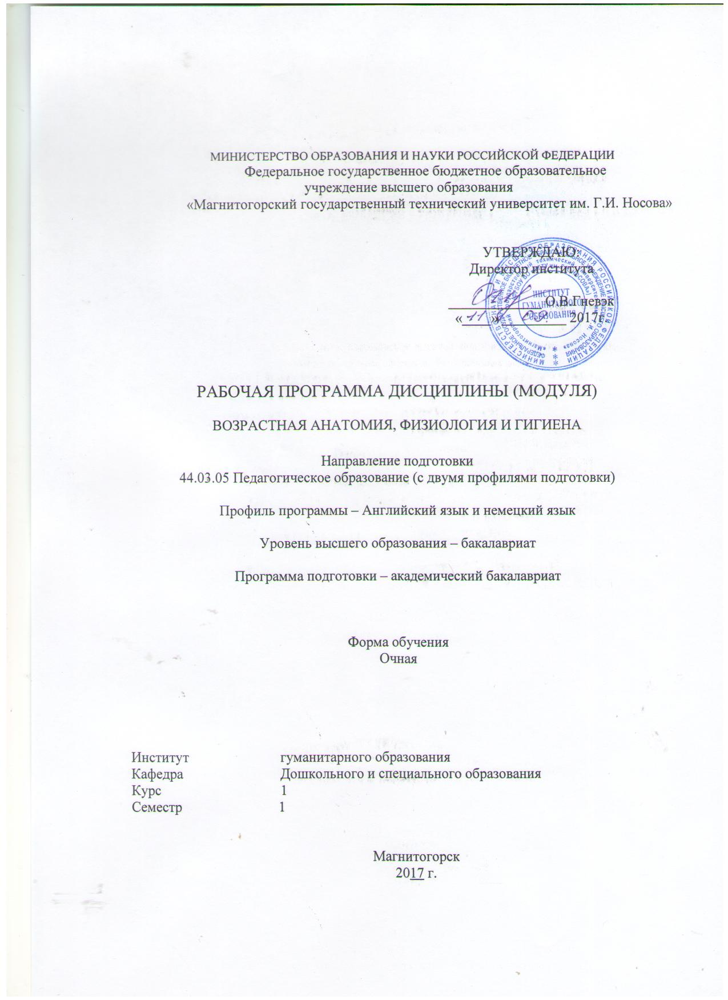 МИНИСТЕРСТВО ОБРАЗОВАНИЯ И НАУКИ РОССИЙСКОЙ ФЕДЕРАЦИИ
Федеральное государственное бюджетное образовательное
учреждение высшего образования
«Магнитогорский государственный технический университет им. Г.И. Носова»
УТВЕРЖДАЮ:
Директор института
О.В.Гневэк
«11» 09. 2017г.
ИНСТИТУТ
ГУМАНИТАРНОГО
ОБРАЗОВАНИЯ
РАБОЧАЯ ПРОГРАММА ДИСЦИПЛИНЫ (МОДУЛЯ)
ВОЗРАСТНАЯ АНАТОМИЯ, ФИЗИОЛОГИЯ И ГИГИЕНА
Направление подготовки
44.03.05 Педагогическое образование (с двумя профилями подготовки)
Профиль программы – Английский язык и немецкий язык
Уровень высшего образования – бакалавриат
Программа подготовки – академический бакалавриат
Форма обучения
Очная
Институт гуманитарного образования
Кафедра Дошкольного и специального образования
Курс 1
Семестр 1
Магнитогорск
2017 г.